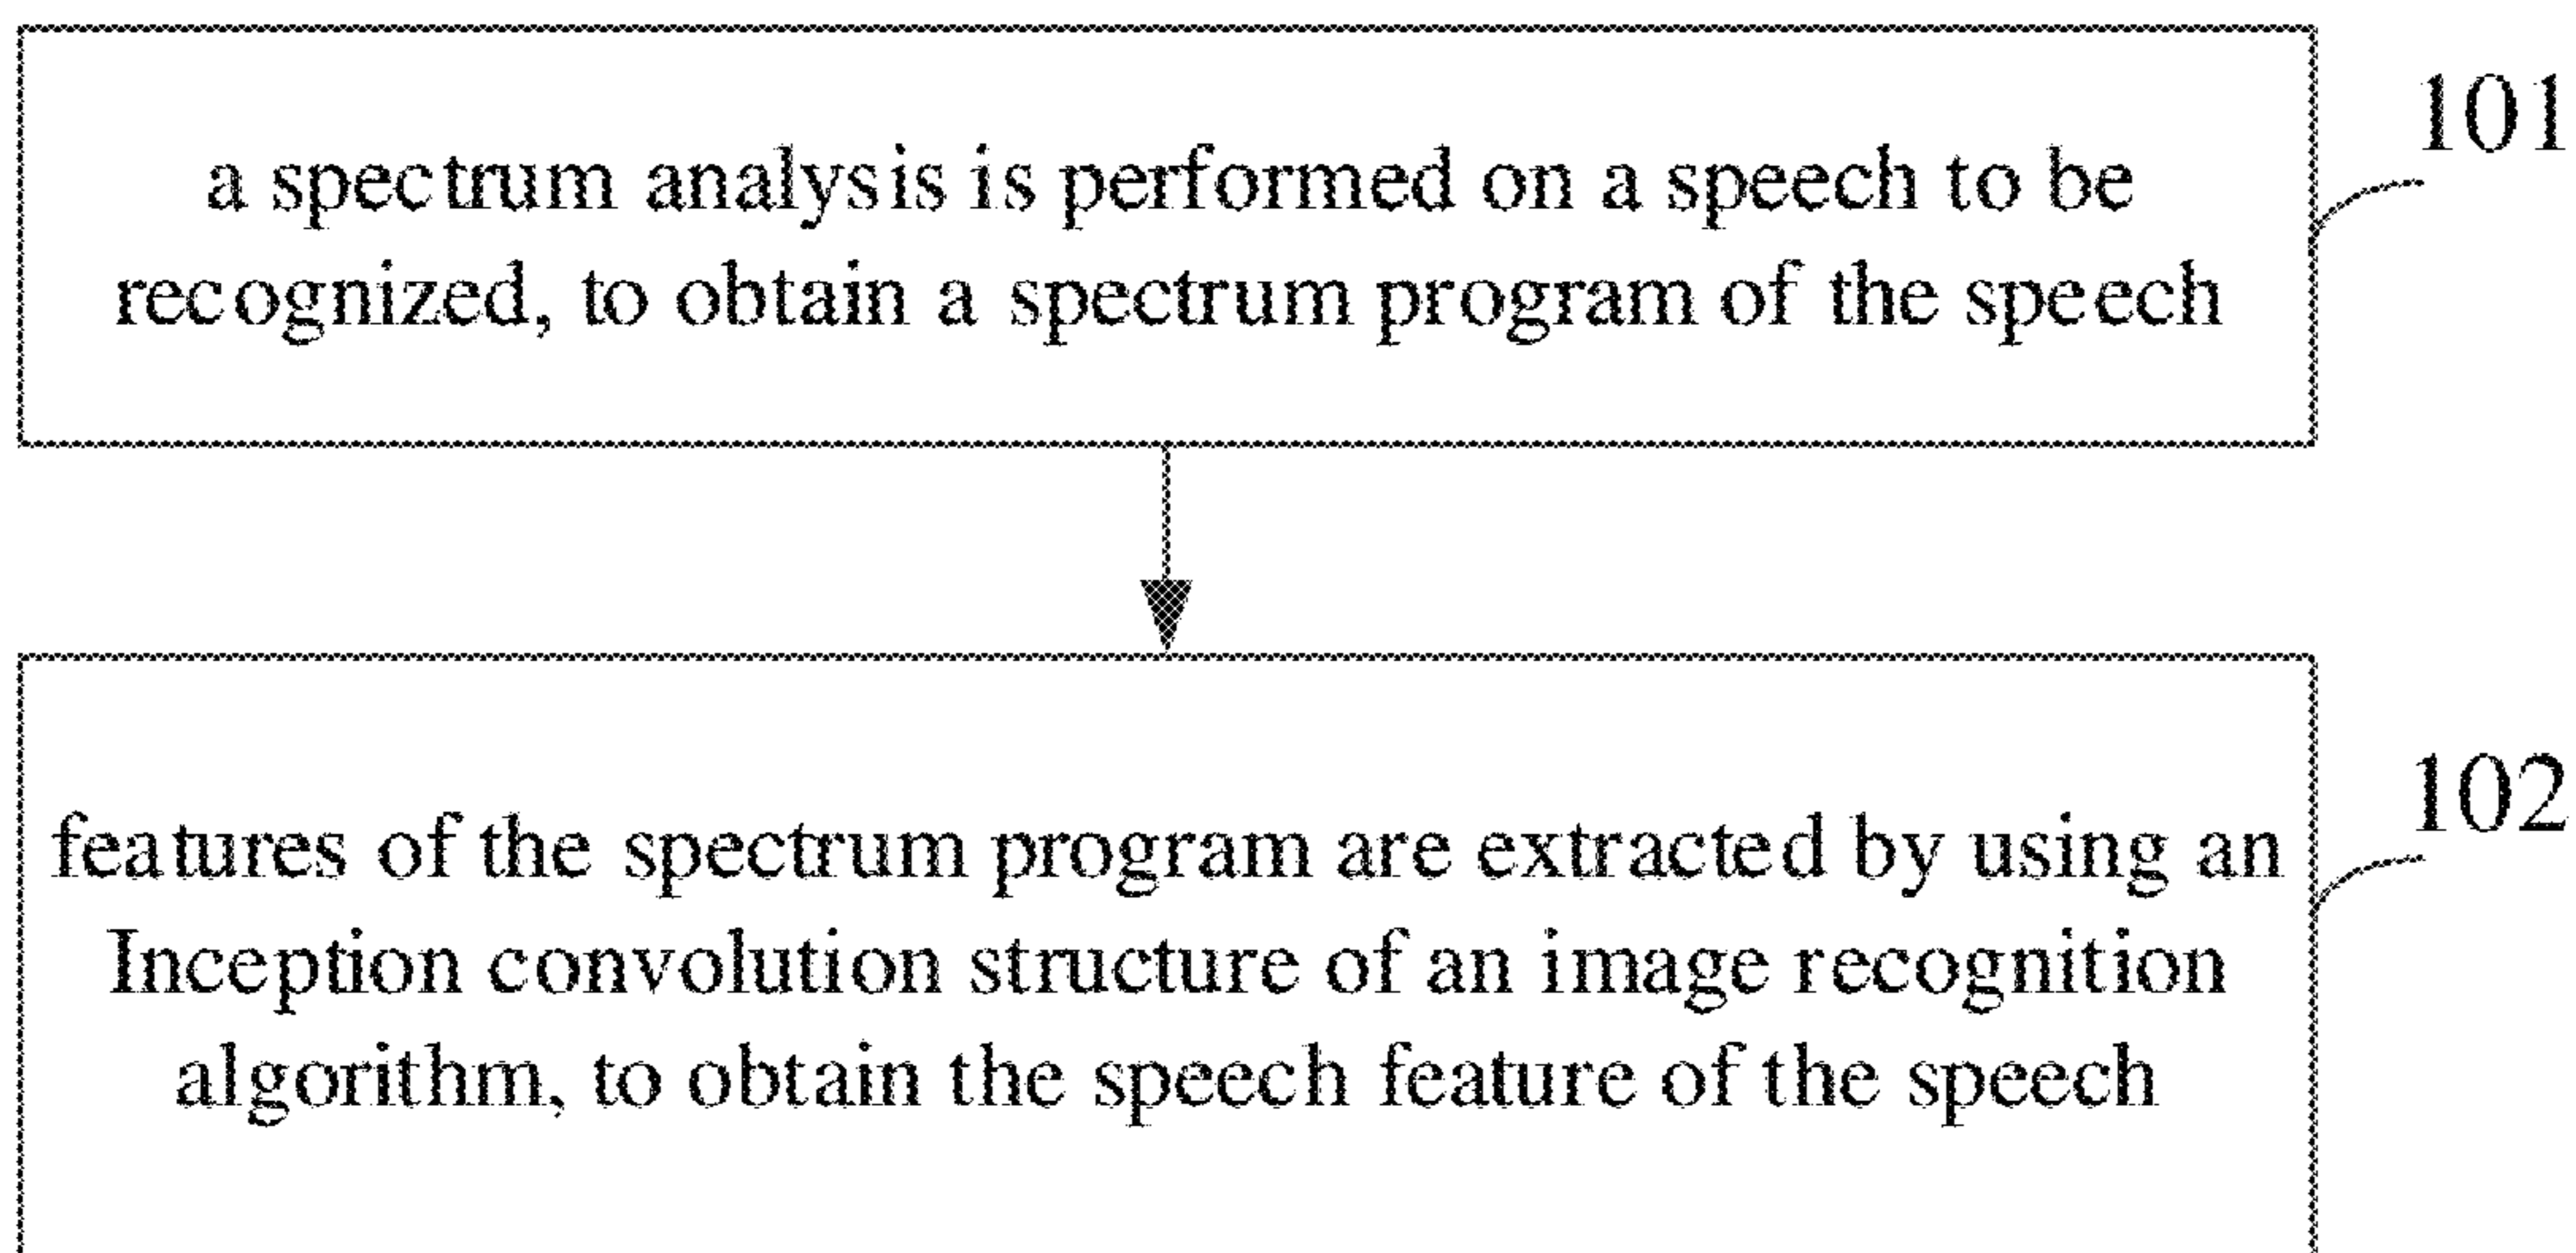 101
a spectrum analysis is performed on a speech to be
recognized, to obtain a spectrum program of the speech
102
features of the spectrum program are extracted by using an
Inception convolution structure of an image recognition
algorithm, to obtain the speech feature of the speech